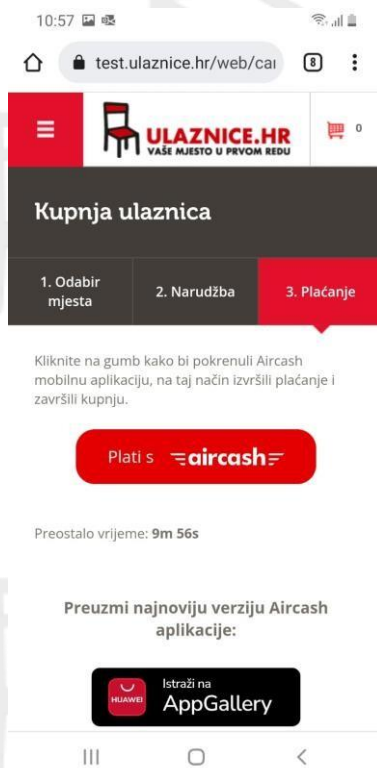 10:57
test.ulaznice.hr/web/car
8
ULAZNICE.HR
VAŠE MJESTO U PRVOM REDU
0
Kupnja ulaznica
1. Odabir
mjesta
2. Narudžba
3. Plaćanje
Kliknite na gumb kako bi pokrenuli Aircash
mobilnu aplikaciju, na taj način izvršili plaćanje i
završili kupnju.
Plati s aircash
Preostalo vrijeme: 9m 56s
Preuzmi najnoviju verziju Aircash
aplikacije:
HUAWEI
Istraži na
AppGallery